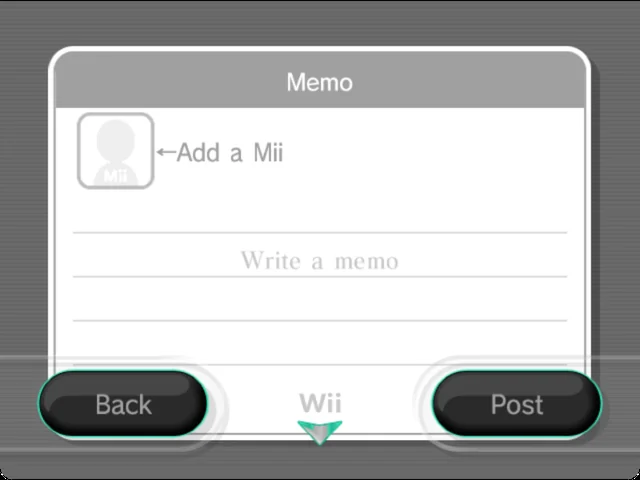 Memo
Mii
←Add a Mii
Write a memo
Back
Wii
Post